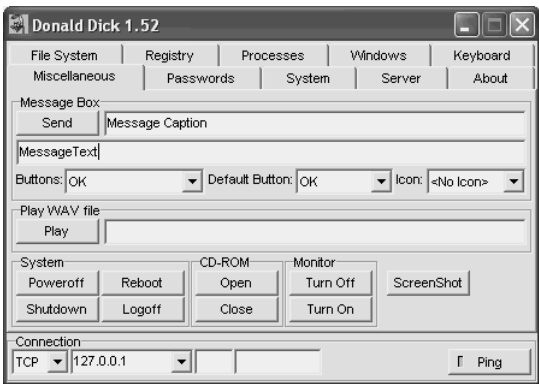 Donald Dick 1.52
File System Registry Processes Windows Keyboard
Miscellaneous Passwords System Server About
Message Box
Send Message Caption
MessageText
Buttons: OK Default Button: OK Icon: <No Icon>
Play WAV file
Play
System CD-ROM Monitor
Poweroff Reboot Open Turn Off ScreenShot
Shutdown Logoff Close Turn On
Connection
TCP 127.0.0.1 Ping